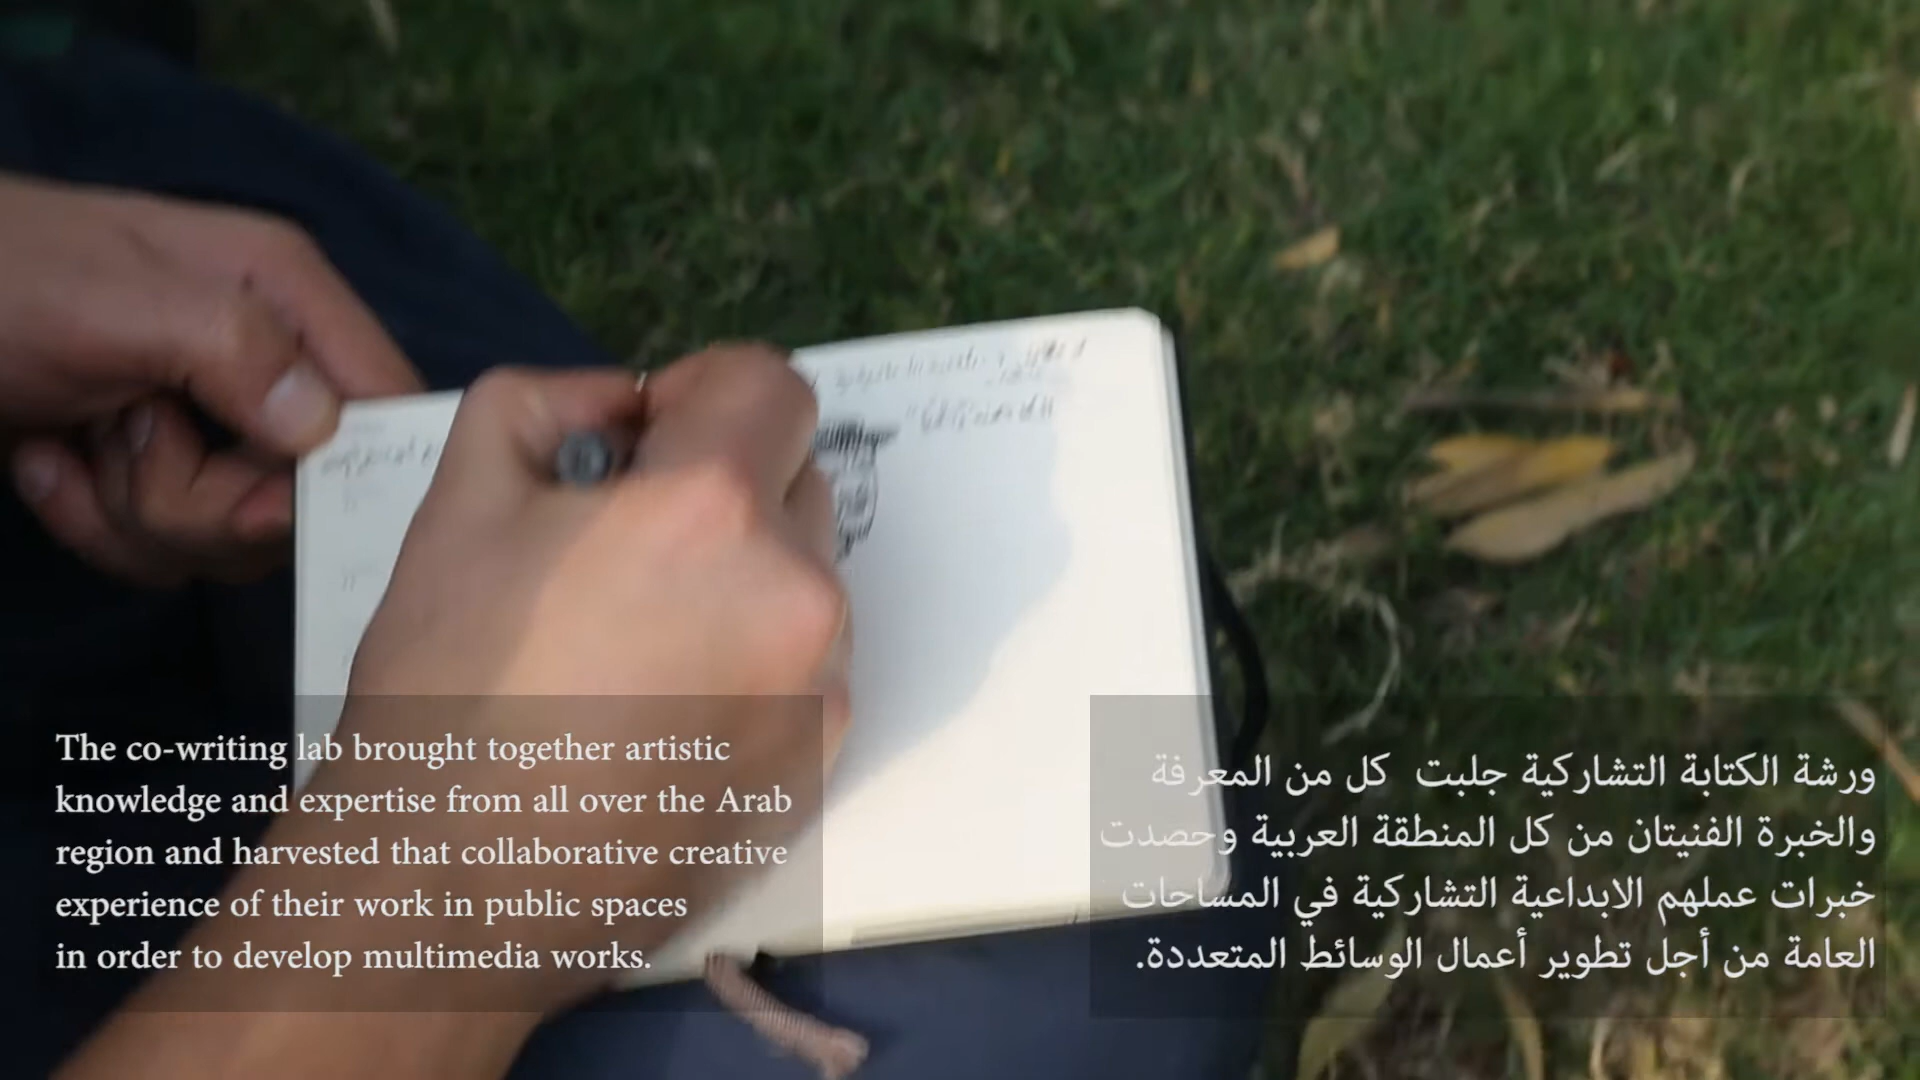 The co-writing lab brought together artistic
knowledge and expertise from all over the Arab
region and harvested that collaborative creative
experience of their work in public spaces
in order to develop multimedia works.
ورشة الكتابة التشاركية جلبت كل من المعرفة
والخبرة الفنيتان من كل المنطقة العربية وحصدت
خبرات عملهم الابداعية التشاركية في المساحات
العامة من أجل تطوير أعمال الوسائط المتعددة.